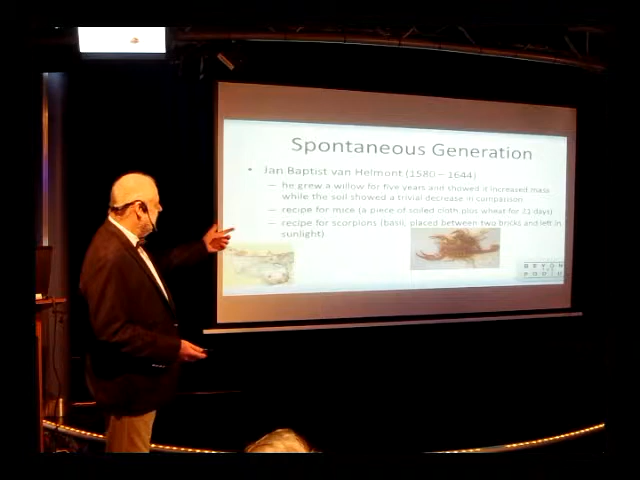 Spontaneous Generation
• Jan Baptist van Helmont (1580 – 1644)
– he grew a willow for five years and showed it increased mass
while the soil showed a trivial decrease in comparison
– recipe for mice (a piece of soiled cloth plus wheat for 21 days)
– recipe for scorpions (basil, placed between two bricks and left in
sunlight)